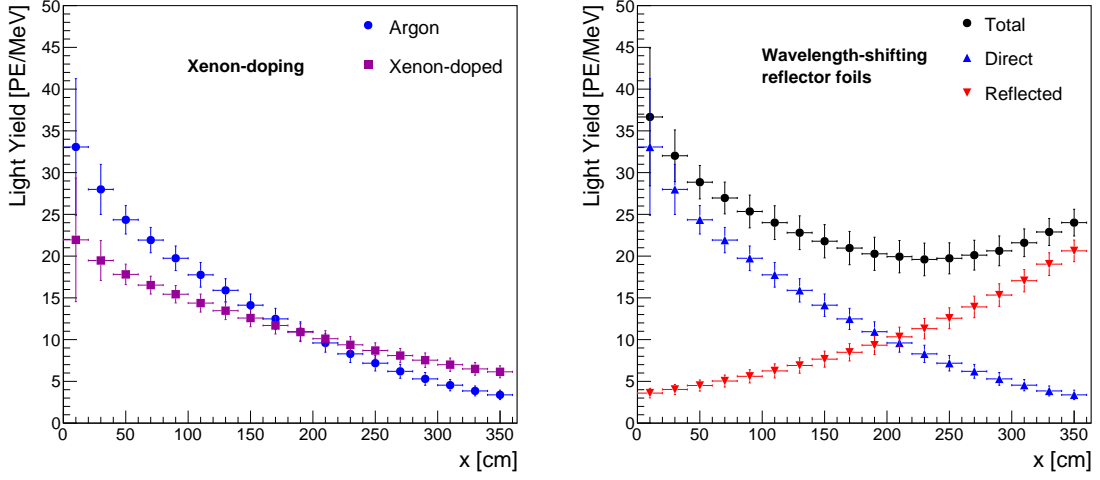 Light Yield [PE/MeV]
50
45
40
35
30
25
20
15
10
5
0
Argon
Xenon-doped
Xenon-doping
0 50 100 150 200 250 300 350
x [cm]
Light Yield [PE/MeV]
50
45
40
35
30
25
20
15
10
5
0
Total
Direct
Reflected
Wavelength-shifting
reflector foils
0 50 100 150 200 250 300 350
x [cm]